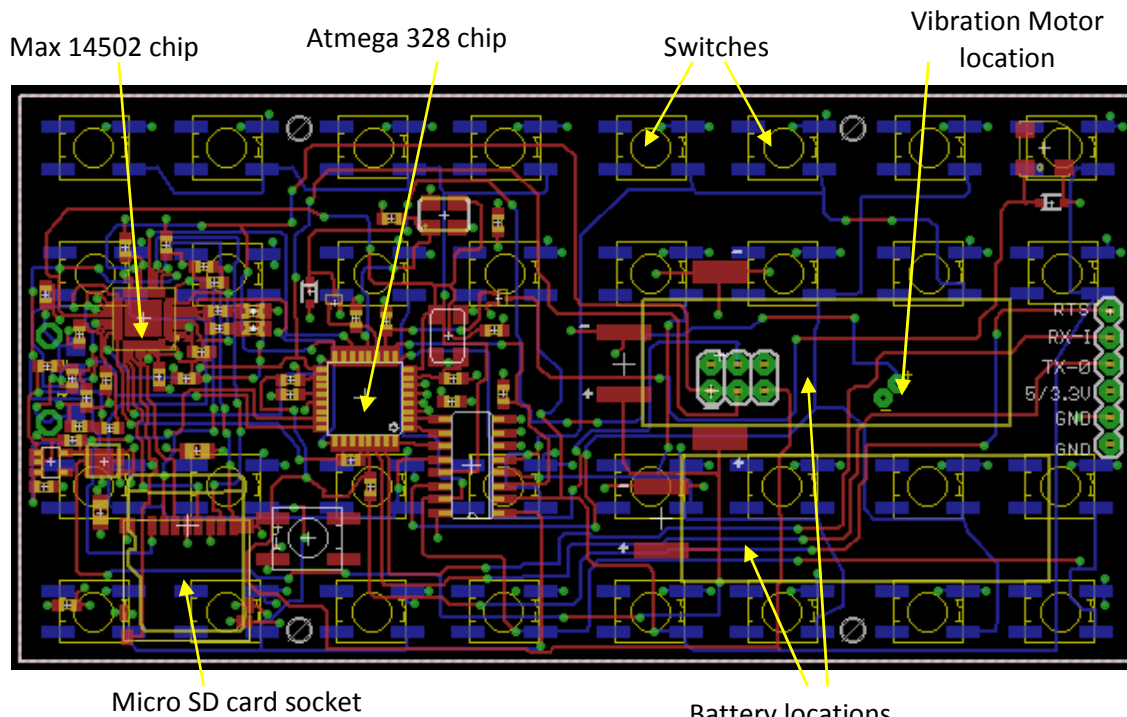 Max 14502 chip
Atmega 328 chip
Switches
Vibration Motor
location
RTS
RX-I
TX-O
5/3.3V
GND
GND
Micro SD card socket
Battery locations